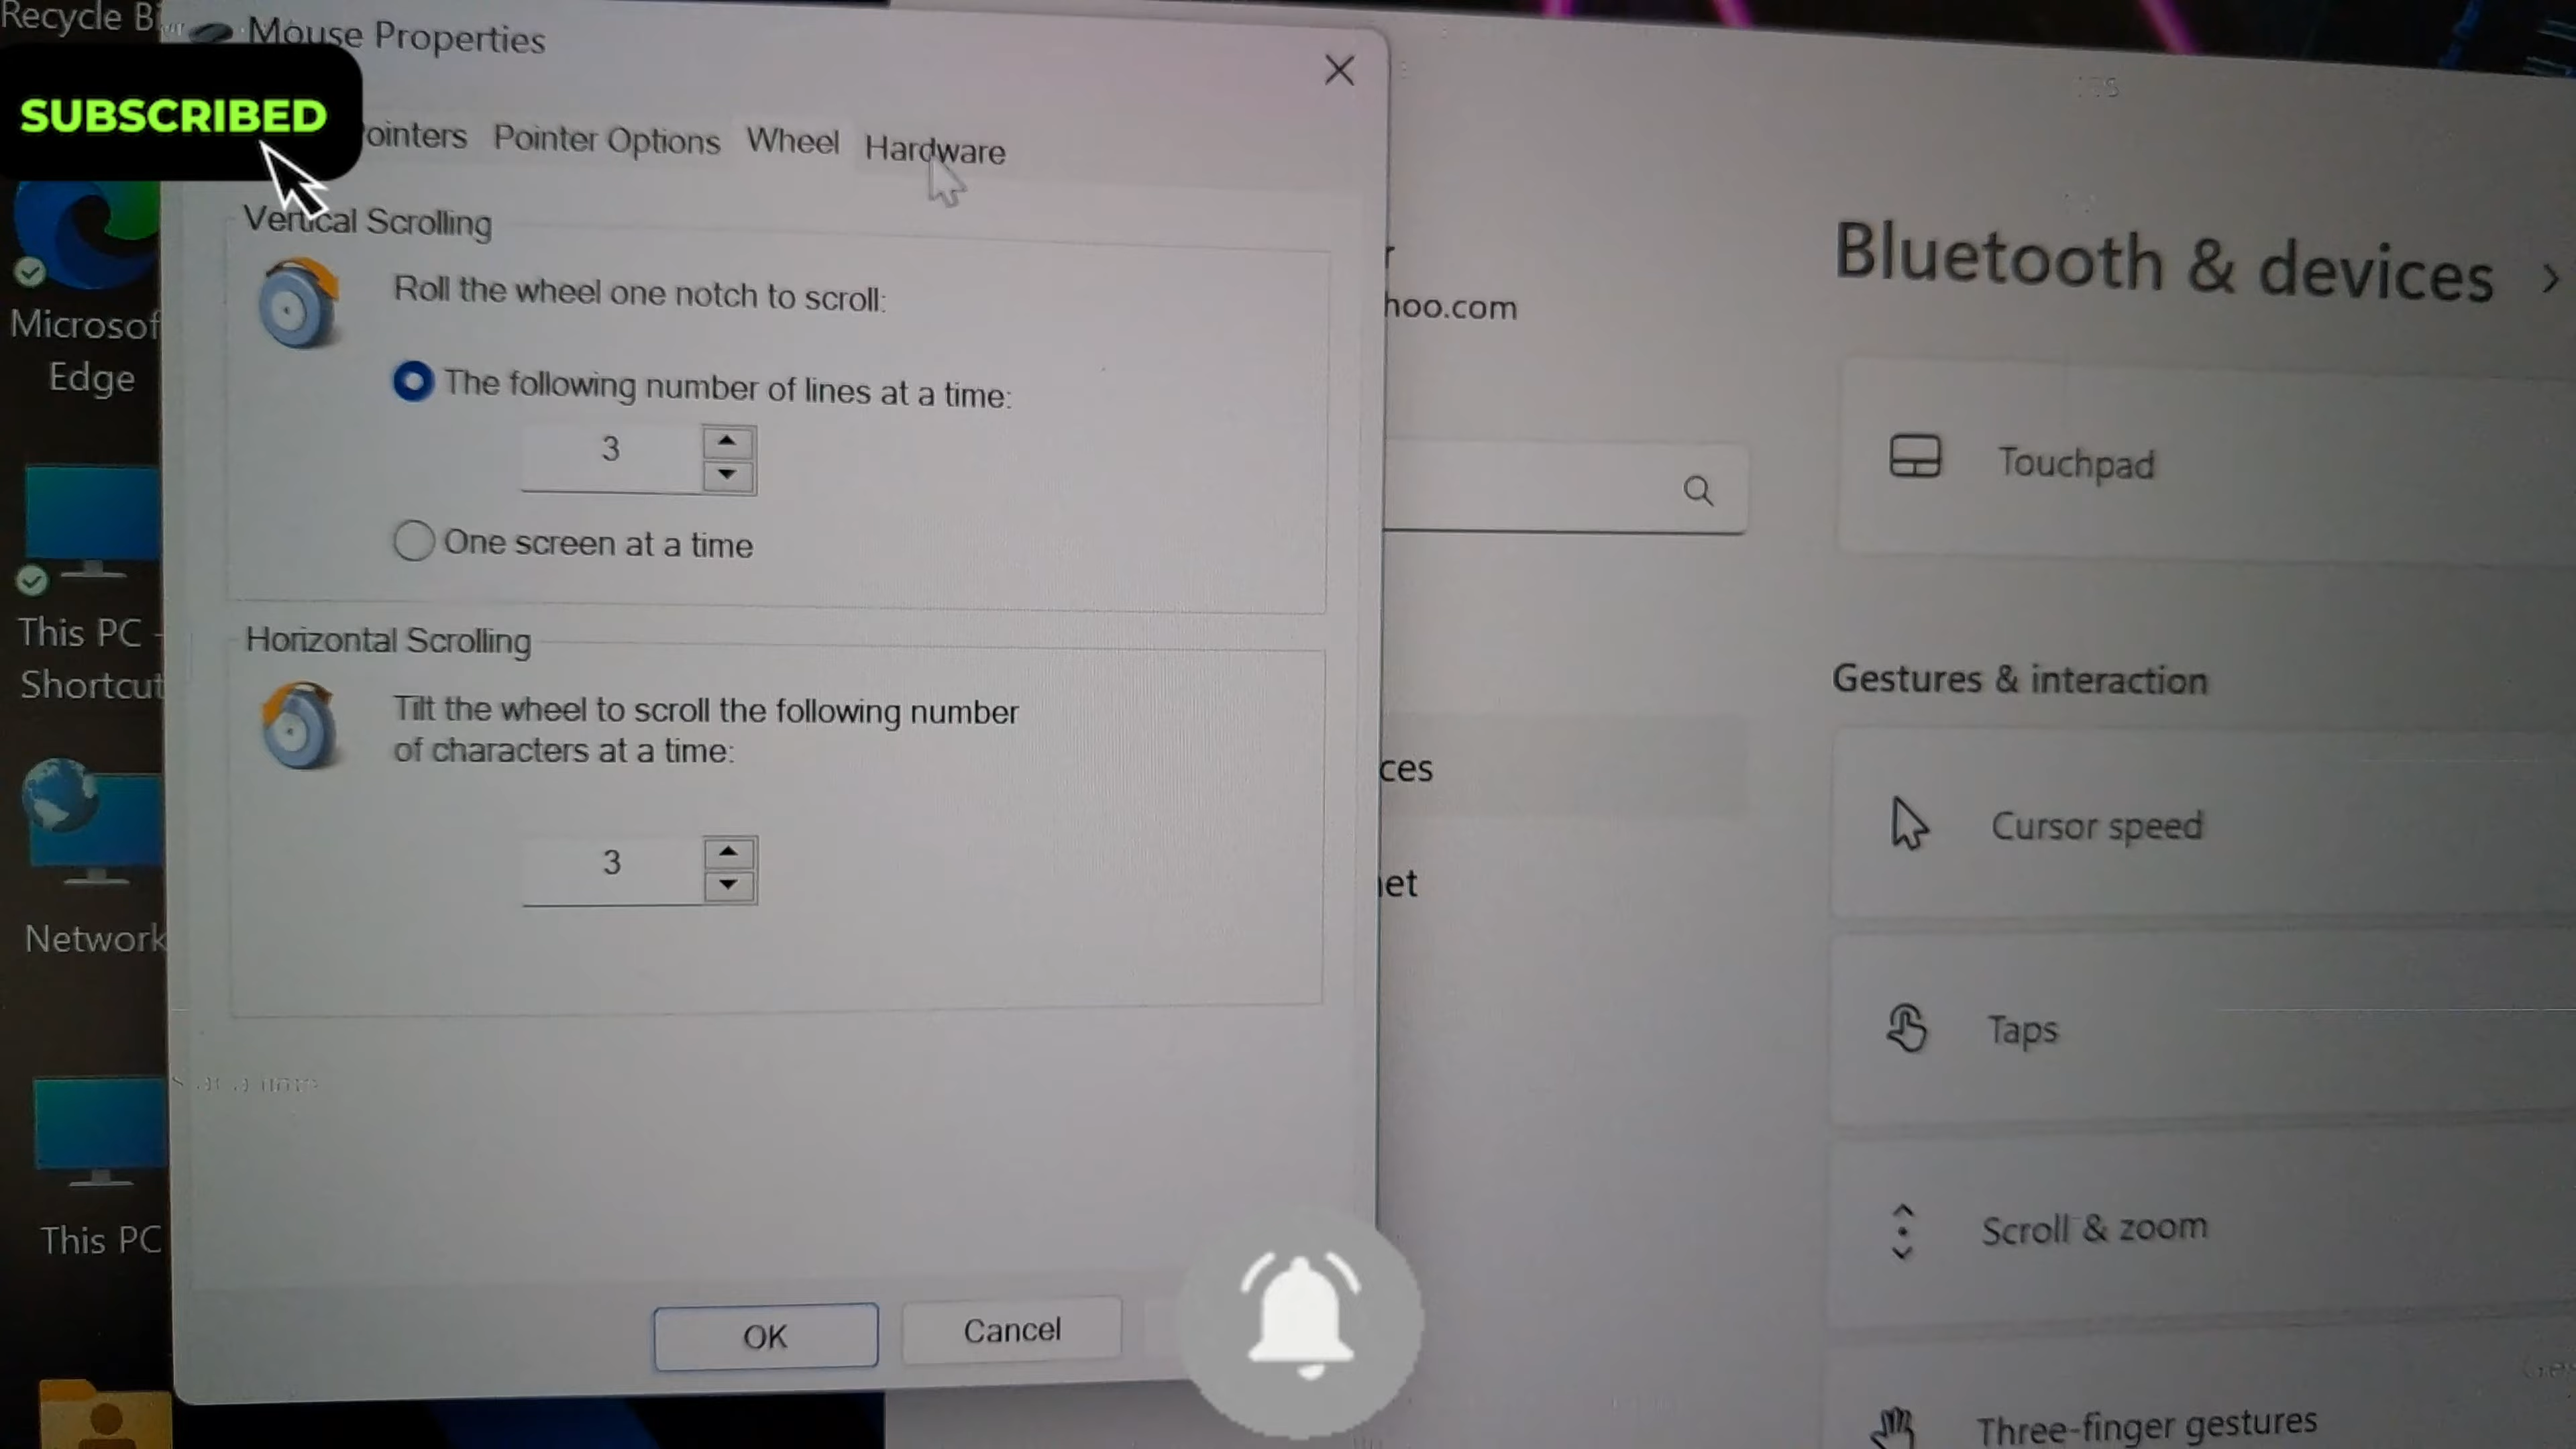 Recycle Bi
Mouse Properties
SUBSCRIBED
ointers
Pointer Options
Wheel
Hardware
Vertical Scrolling
Roll the wheel one notch to scroll:
The following number of lines at a time:
3
One screen at a time
Horizontal Scrolling
Tilt the wheel to scroll the following number
of characters at a time:
3
OK
Cancel
Microsof
Edge
This PC -
Shortcut
Network
This PC
hoo.com
ces
et
Bluetooth & devices >
Touchpad
Gestures & interaction
Cursor speed
Taps
Scroll & zoom
Three-finger gestures